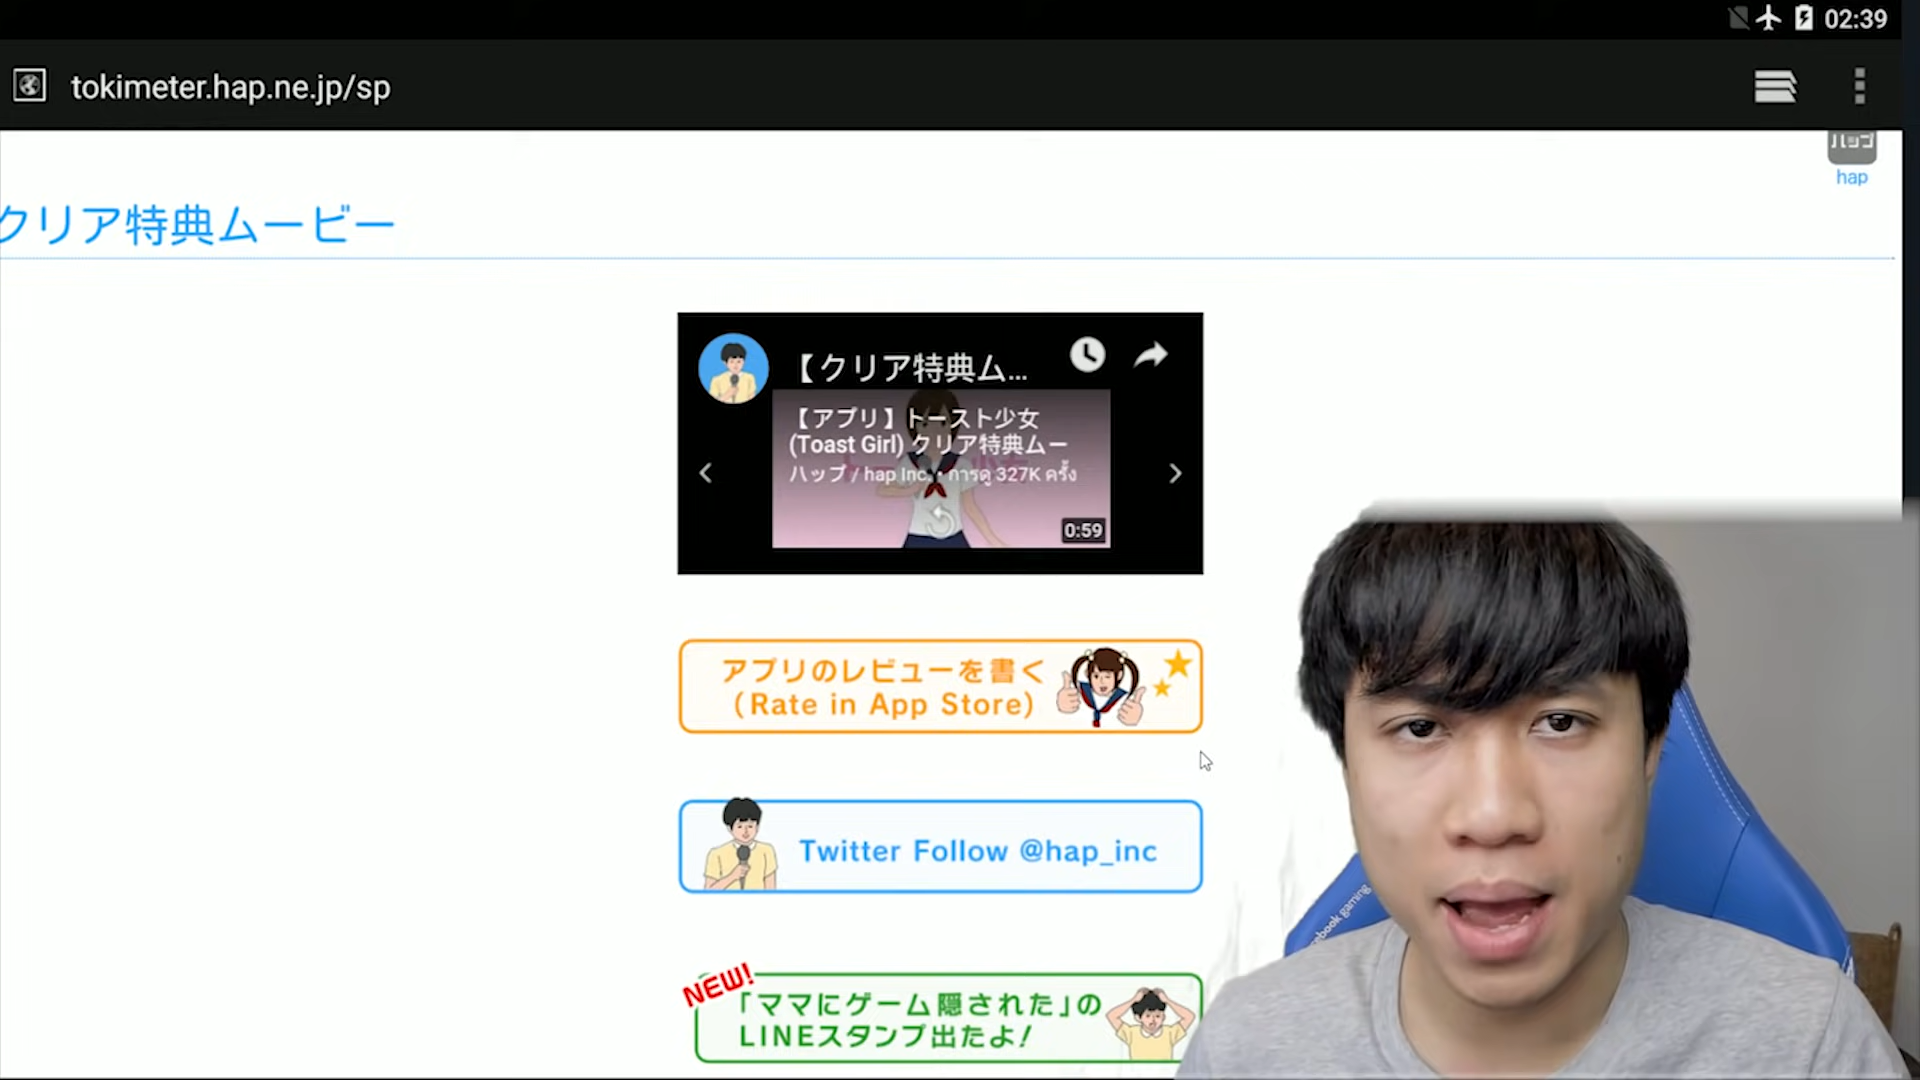 02:39
tokimeter.hap.ne.jp/sp
ハップ
hap
クリア特典ムービー
【クリア特典ム...
【アプリ】トースト少女
(Toast Girl) クリア特典ムー
ハップ / hap Inc. • การดู 327K ครั้ง
0:59
アプリのレビューを書く
(Rate in App Store)
Twitter Follow @hap_inc
NEW!
「ママにゲーム隠された」の
LINEスタンプ出たよ!
gaming